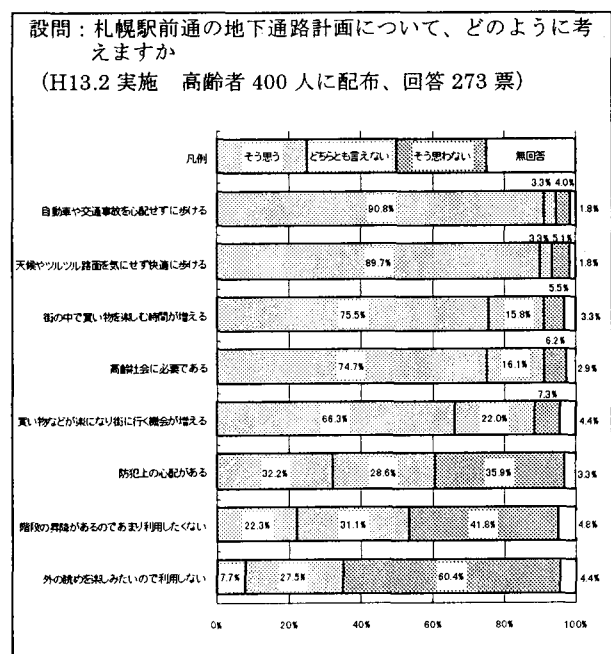 設問：札幌駅前通の地下通路計画について、どのように考
えますか
（H13.2 実施　高齢者 400 人に配布、回答 273 票）
凡例 そう思う どちらとも言えない そう思わない 無回答
3.3% 4.0%
自動車や交通事故を心配せずに歩ける 90.8% 1.8%
3.3% 5.1%
天候やツルツル路面を気にせず快適に歩ける 89.7% 1.8%
5.5%
街の中で買い物を楽しむ時間が増える 75.5% 15.8% 3.3%
6.2%
高齢社会に必要である 74.7% 16.1% 2.9%
7.3%
買い物などが楽になり街に行く機会が増える 66.3% 22.0% 4.4%
防犯上の心配がある 32.2% 28.6% 35.9% 3.3%
階段の昇降があるのであまり利用したくない 22.3% 31.1% 41.8% 4.8%
外の眺めを楽しみたいので利用しない 7.7% 27.5% 60.4% 4.4%
0% 20% 40% 60% 80% 100%